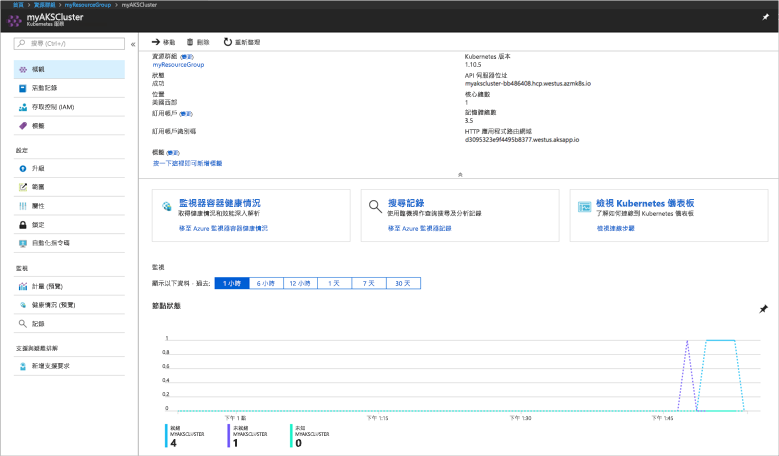 首頁 > 資源群組 > myResourceGroup > myAKSCluster
myAKSCluster
Kubernetes 服務
搜尋 (Ctrl+/)
概觀
活動記錄
存取控制 (IAM)
標籤
設定
升級
範圍
屬性
鎖定
自動化指令碼
監視
計量 (預覽)
健康情況 (預覽)
記錄
支援與疑難排解
新增支援要求
移動 刪除 重新整理
資源群組 (變更)
myResourceGroup
狀態
成功
位置
美國西部
訂用帳戶 (變更)
訂用帳戶識別碼
標籤 (變更)
按一下這裡即可新增標籤
Kubernetes 版本
1.10.5
API 伺服器位址
myakscluster-bb486408.hcp.westus.azmk8s.io
核心總數
1
記憶體總數
3.5
HTTP 應用程式路由網域
d3095323e9f4495b8377.westus.aksapp.io
監視器容器健康情況
取得健康情況和效能深入解析
移至 Azure 監視器容器健康情況
搜尋記錄
使用臨機操作查詢搜尋及分析記錄
移至 Azure 監視器記錄
檢視 Kubernetes 儀表板
了解如何連線到 Kubernetes 儀表板
檢視連線步驟
監視
顯示以下資料，過去: 1 小時 6 小時 12 小時 1 天 7 天 30 天
節點狀態
1
0.8
0.6
0.4
0.2
0
下午 1 點 下午 1:15 下午 1:30 下午 1:45
就緒
MYAKSCLUSTER
4
未就緒
MYAKSCLUSTER
1
未知
MYAKSCLUSTER
0